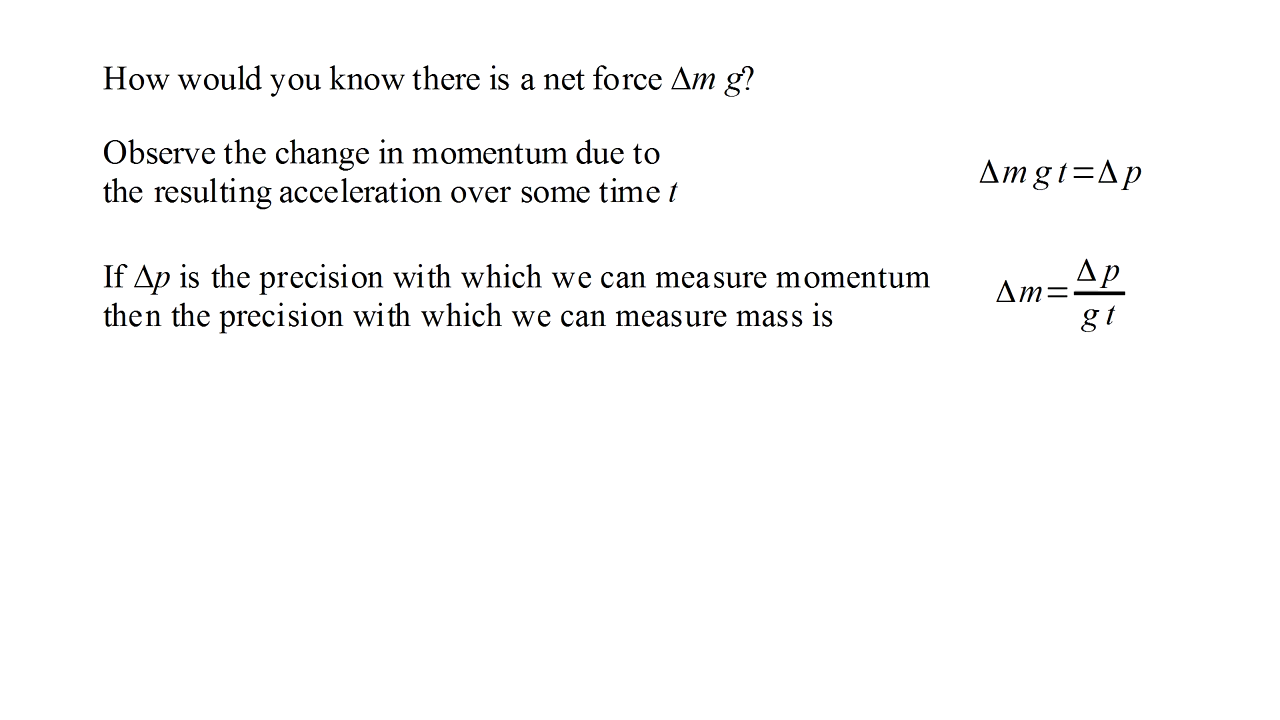 How would you know there is a net force Δm g?
Observe the change in momentum due to
the resulting acceleration over some time t
Δm g t=Δp
If Δp is the precision with which we can measure momentum
then the precision with which we can measure mass is
Δm=Δp/g t